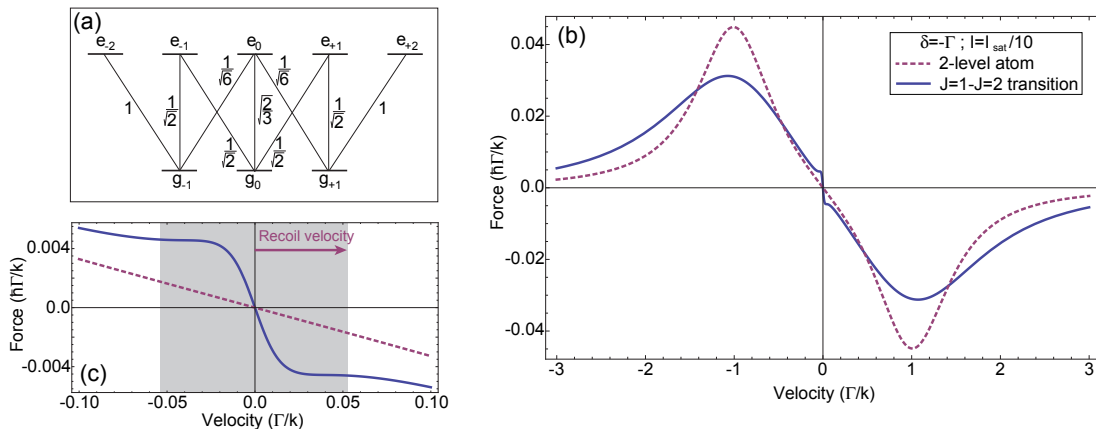 (a)
e-2 e-1 e0 e+1 e+2
1 1/√2 1/√6 √2/3 1/√6 1/√2 1
1/√2 1/√2
g-1 g0 g+1
(b)
δ=-Γ ; I=I sat/10
2-level atom
J=1-J=2 transition
Force (ħΓ/k)
0.04
0.02
0.0
-0.02
-0.04
-3 -2 -1 0 1 2 3
Velocity (Γ/k)
(c)
Recoil velocity
Force (ħΓ/k)
0.004
0.0
-0.004
-0.10 -0.05 0.00 0.05 0.10
Velocity (Γ/k)